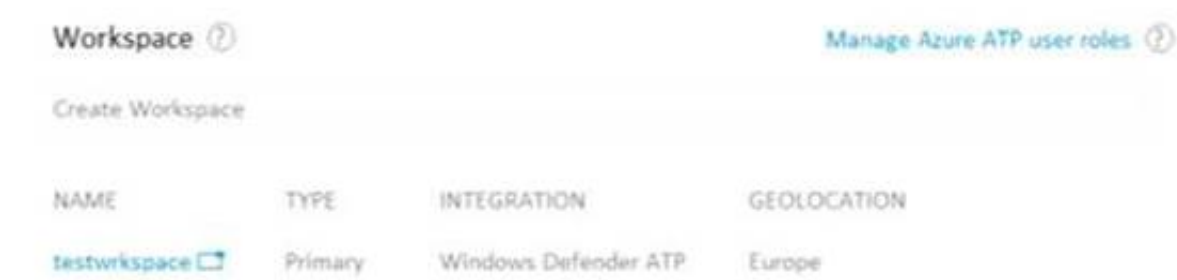 Workspace ? Manage Azure ATP user roles ?
Create Workspace
NAME TYPE INTEGRATION GEOLOCATION
testwrkspace Primary Windows Defender ATP Europe